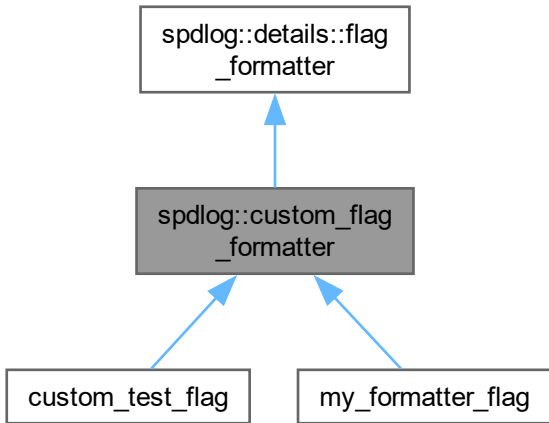 spdlog::details::flag
_formatter
spdlog::custom_flag
_formatter
custom_test_flag
my_formatter_flag